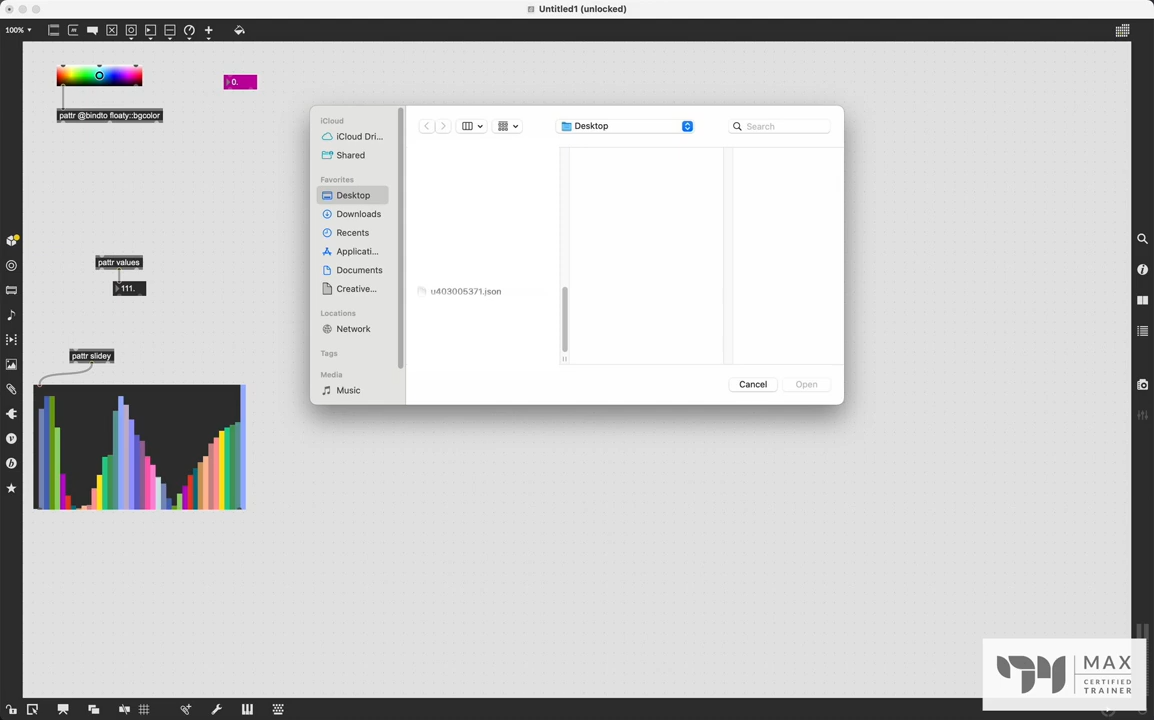 Untitled1 (unlocked)
100%
0.
pattr @bindto floaty::bgcolor
pattr values
111.
pattr slidey
iCloud
iCloud Dri...
Shared
Favorites
Desktop
Downloads
Recents
Applicati...
Documents
Creative...
Locations
Network
Tags
Media
Music
Desktop
Search
u403005371.json
Cancel
Open
MAX
CERTIFIED
TRAINER